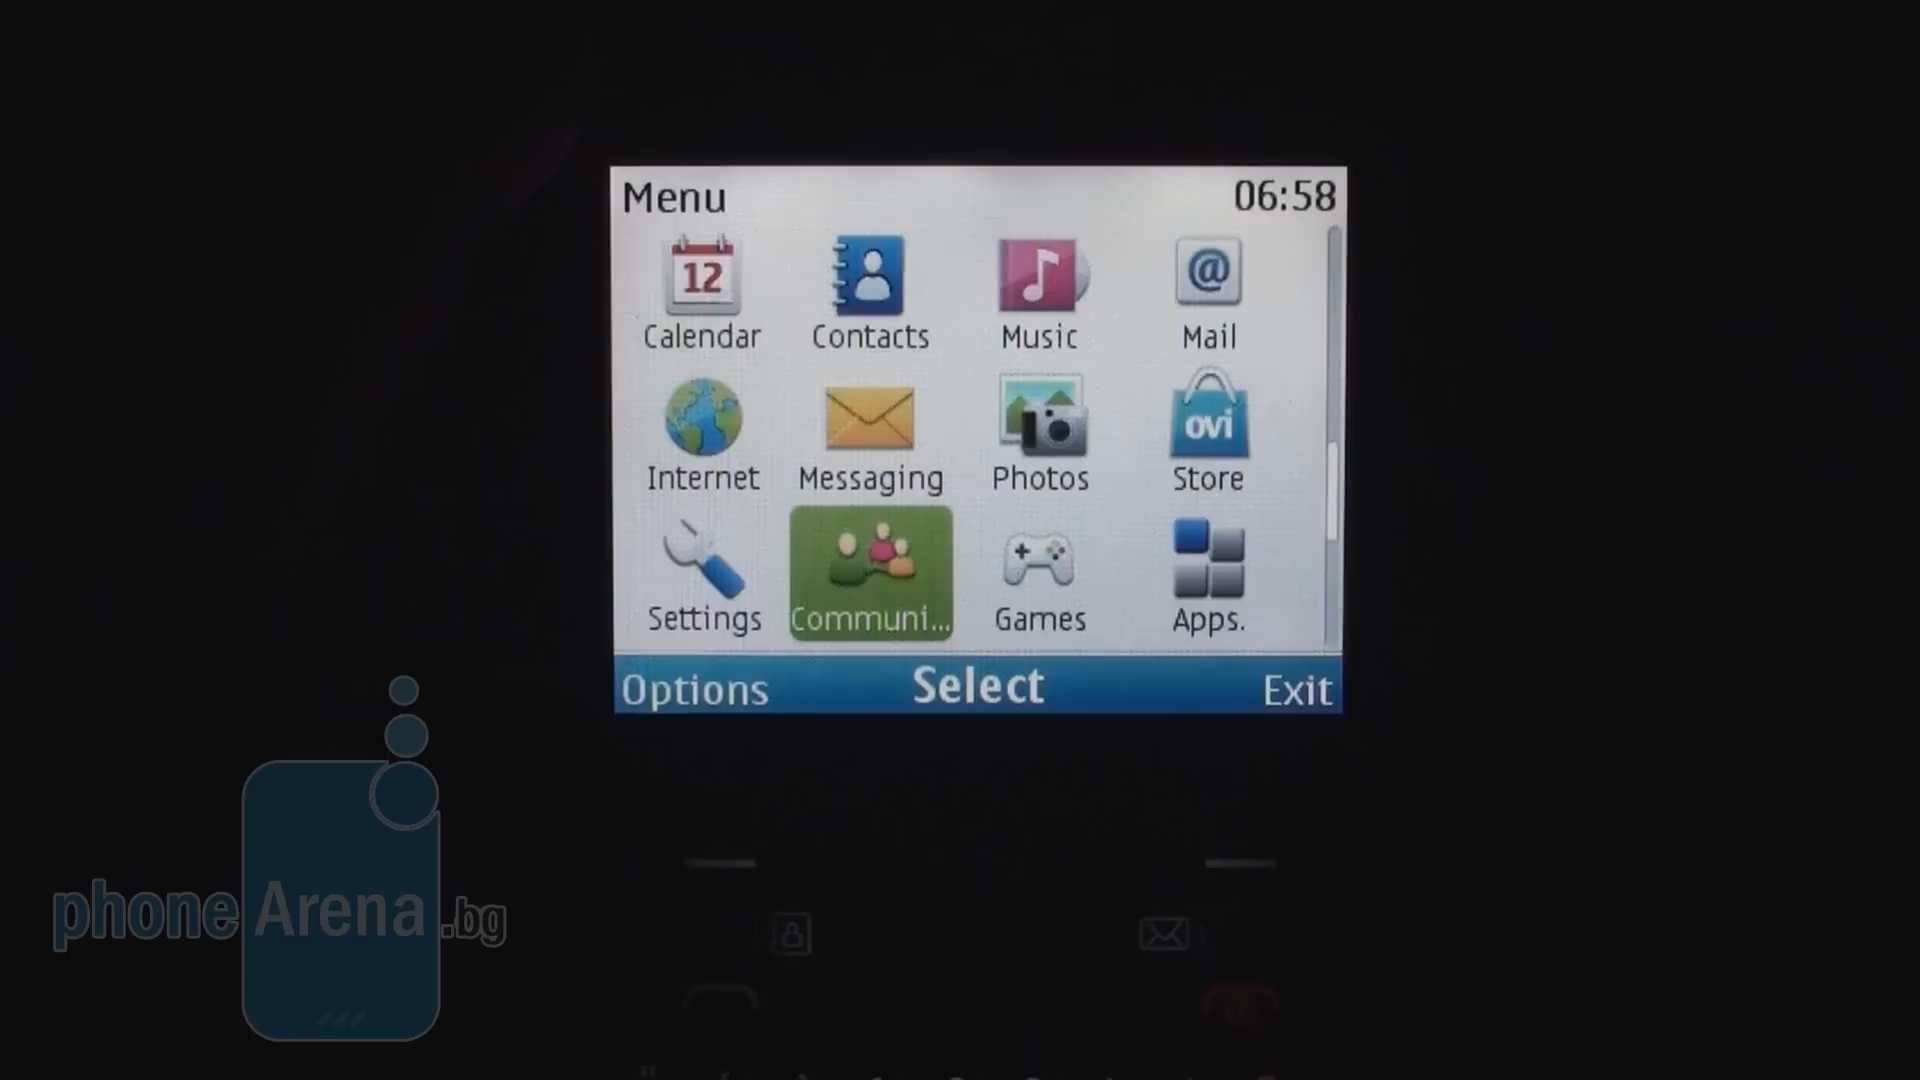 Menu 06:58
12
@
Calendar Contacts Music Mail
ovi
Internet Messaging Photos Store
Settings Communi... Games Apps.
Options Select Exit
phoneArena.bg